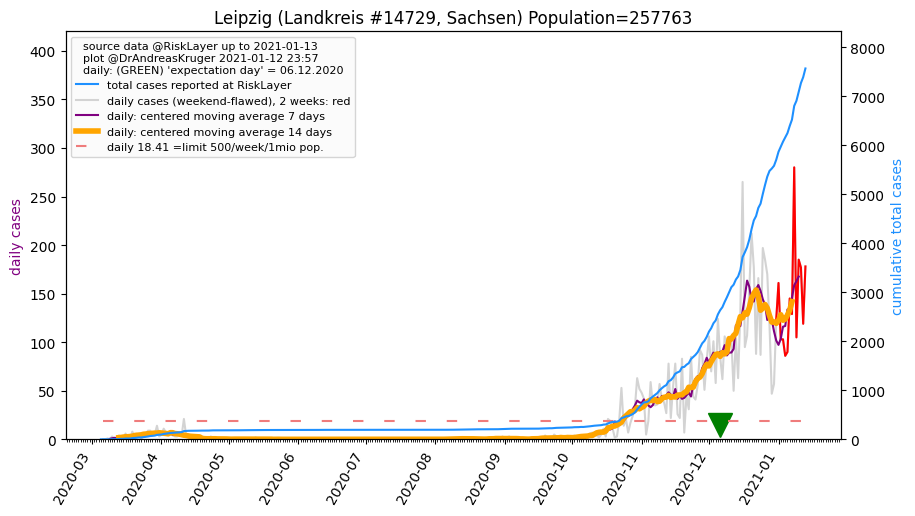 Leipzig (Landkreis #14729, Sachsen) Population=257763
source data @RiskLayer up to 2021-01-13
plot @DrAndreasKruger 2021-01-12 23:57
daily: (GREEN) 'expectation day' = 06.12.2020
total cases reported at RiskLayer
daily cases (weekend-flawed), 2 weeks: red
daily: centered moving average 7 days
daily: centered moving average 14 days
daily 18.41 =limit 500/week/1mio pop.
daily cases
400
350
300
250
200
150
100
50
0
cumulative total cases
8000
7000
6000
5000
4000
3000
2000
1000
0
2020-03
2020-04
2020-05
2020-06
2020-07
2020-08
2020-09
2020-10
2020-11
2020-12
2021-01